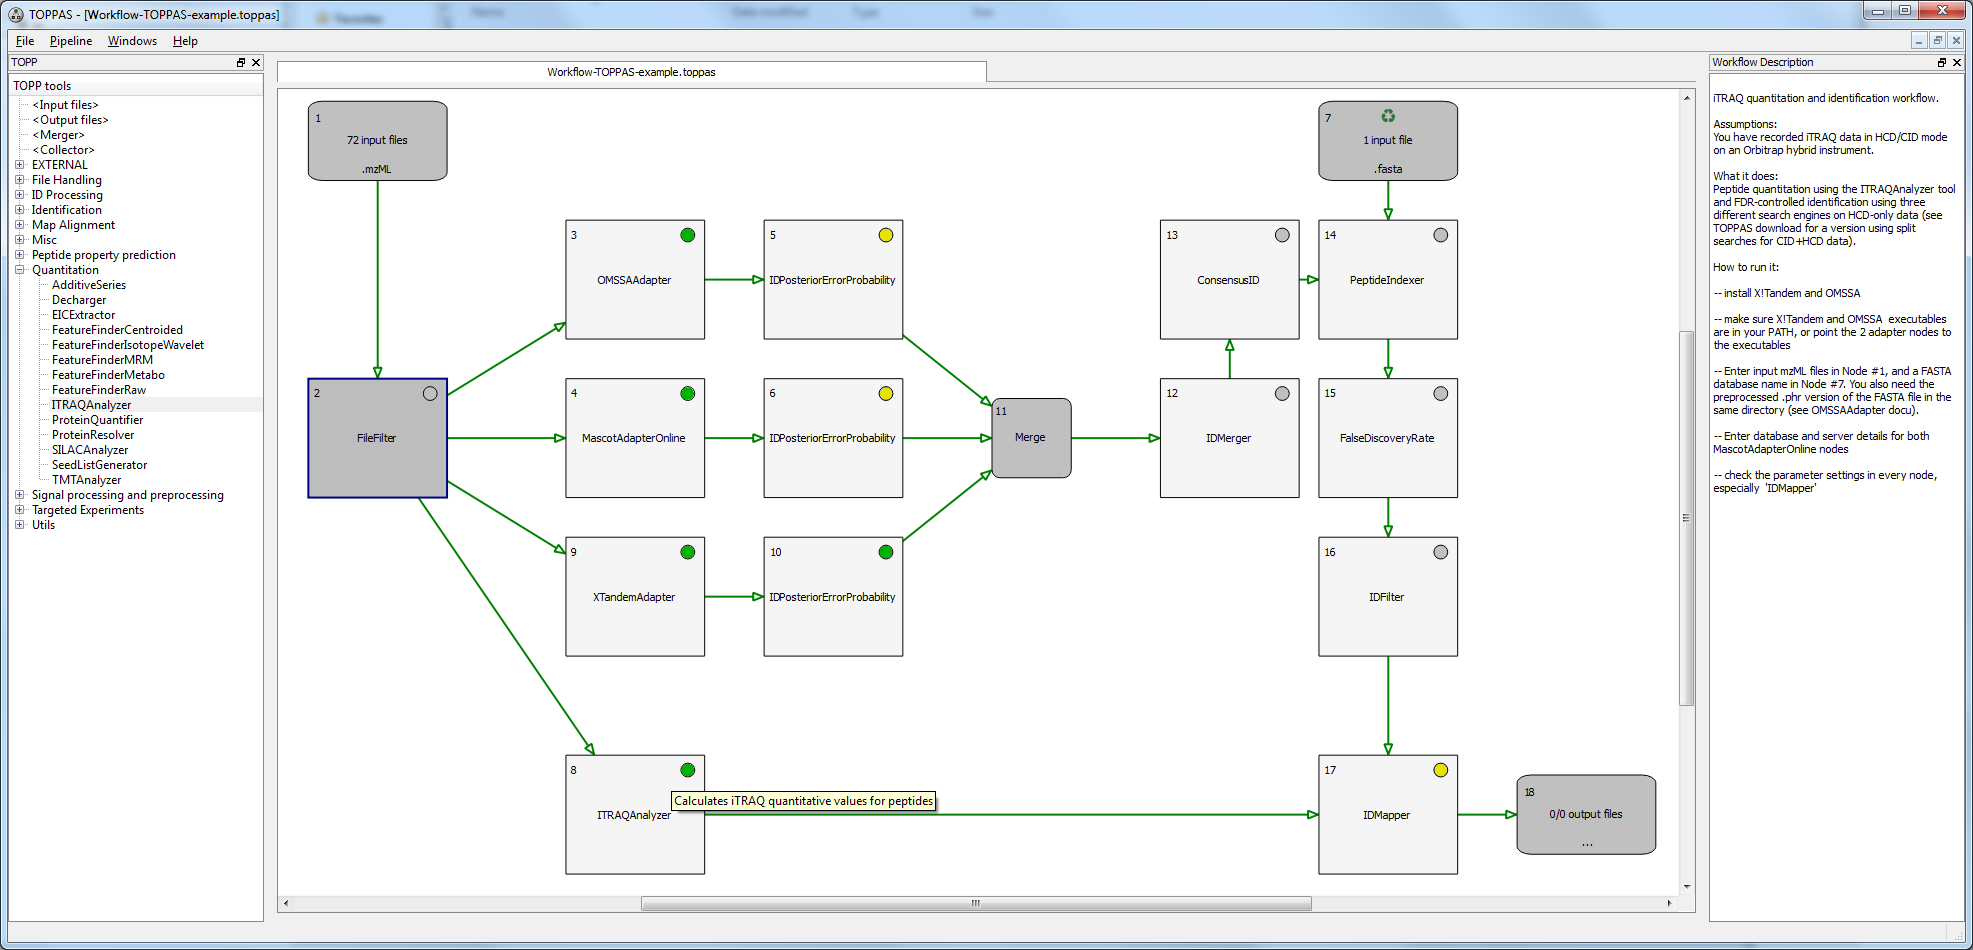 TOPPAS - [Workflow-TOPPAS-example.toppas]
File Pipeline Windows Help
TOPP
TOPP tools
<Input files>
<Output files>
<Merger>
<Collector>
EXTERNAL
File Handling
ID Processing
Identification
Map Alignment
Misc
Peptide property prediction
Quantitation
AdditiveSeries
Decharger
EICExtractor
FeatureFinderCentroided
FeatureFinderIsotopeWavelet
FeatureFinderMRM
FeatureFinderMetabo
FeatureFinderRaw
ITRAQAnalyzer
ProteinQuantifier
ProteinResolver
SILACAnalyzer
SeedListGenerator
TMTAnalyzer
Signal processing and preprocessing
Targeted Experiments
Utils
Workflow-TOPPAS-example.toppas
1
72 input files
.mzML
7
1 input file
.fasta
3
OMSSAAdapter
5
IDPosteriorErrorProbability
13
ConsensusID
14
PeptideIndexer
2
FileFilter
4
MascotAdapterOnline
6
IDPosteriorErrorProbability
11
Merge
12
IDMerger
15
FalseDiscoveryRate
9
XTandemAdapter
10
IDPosteriorErrorProbability
16
IDFilter
8
ITRAQAnalyzer
Calculates iTRAQ quantitative values for peptides
17
IDMapper
18
0/0 output files
...
Workflow Description
iTRAQ quantitation and identification workflow.
Assumptions:
You have recorded iTRAQ data in HCD/CID mode
on an Orbitrap hybrid instrument.
What it does:
Peptide quantitation using the ITRAQAnalyzer tool
and FDR-controlled identification using three
different search engines on HCD-only data (see
TOPPAS download for a version using split
searches for CID+HCD data).
How to run it:
-- install X!Tandem and OMSSA
-- make sure X!Tandem and OMSSA executables
are in your PATH, or point the 2 adapter nodes to
the executables
-- Enter input mzML files in Node #1, and a FASTA
database name in Node #7. You also need the
preprocessed .phr version of the FASTA file in the
same directory (see OMSSAAdapter docu).
-- Enter database and server details for both
MascotAdapterOnline nodes
-- check the parameter settings in every node,
especially 'IDMapper'